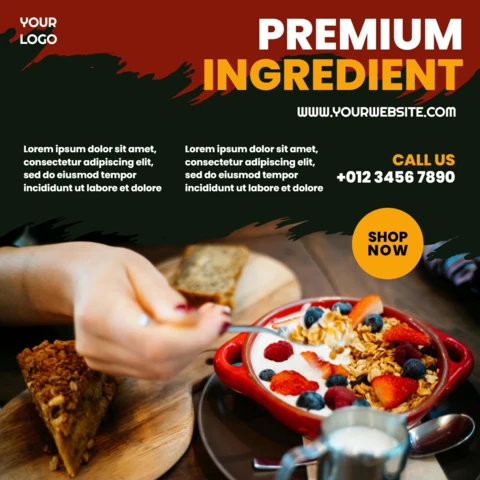 YOUR
LOGO
PREMIUM
INGREDIENT
WWW.YOURWEBSITE.COM
Lorem ipsum dolor sit amet,
consectetur adipiscing elit,
sed do eiusmod tempor
incididunt ut labore et dolore
Lorem ipsum dolor sit amet,
consectetur adipiscing elit,
sed do eiusmod tempor
incididunt ut labore et dolore
CALL US
+012 3456 7890
SHOP
NOW